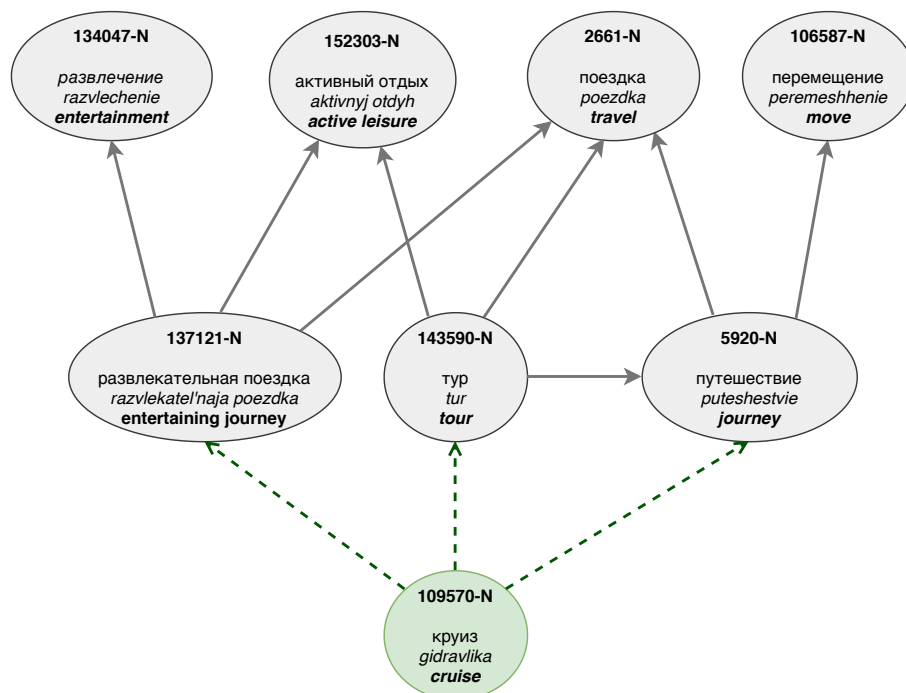 134047-N
развлечение
razvlechenie
entertainment
152303-N
активный отдых
aktivnyj otdyh
active leisure
2661-N
поездка
poezdka
travel
106587-N
перемещение
peremeshhenie
move
137121-N
развлекательная поездка
razvlekatel'naja poezdka
entertaining journey
143590-N
тур
tur
tour
5920-N
путешествие
puteshestvie
journey
109570-N
круиз
gidravlika
cruise